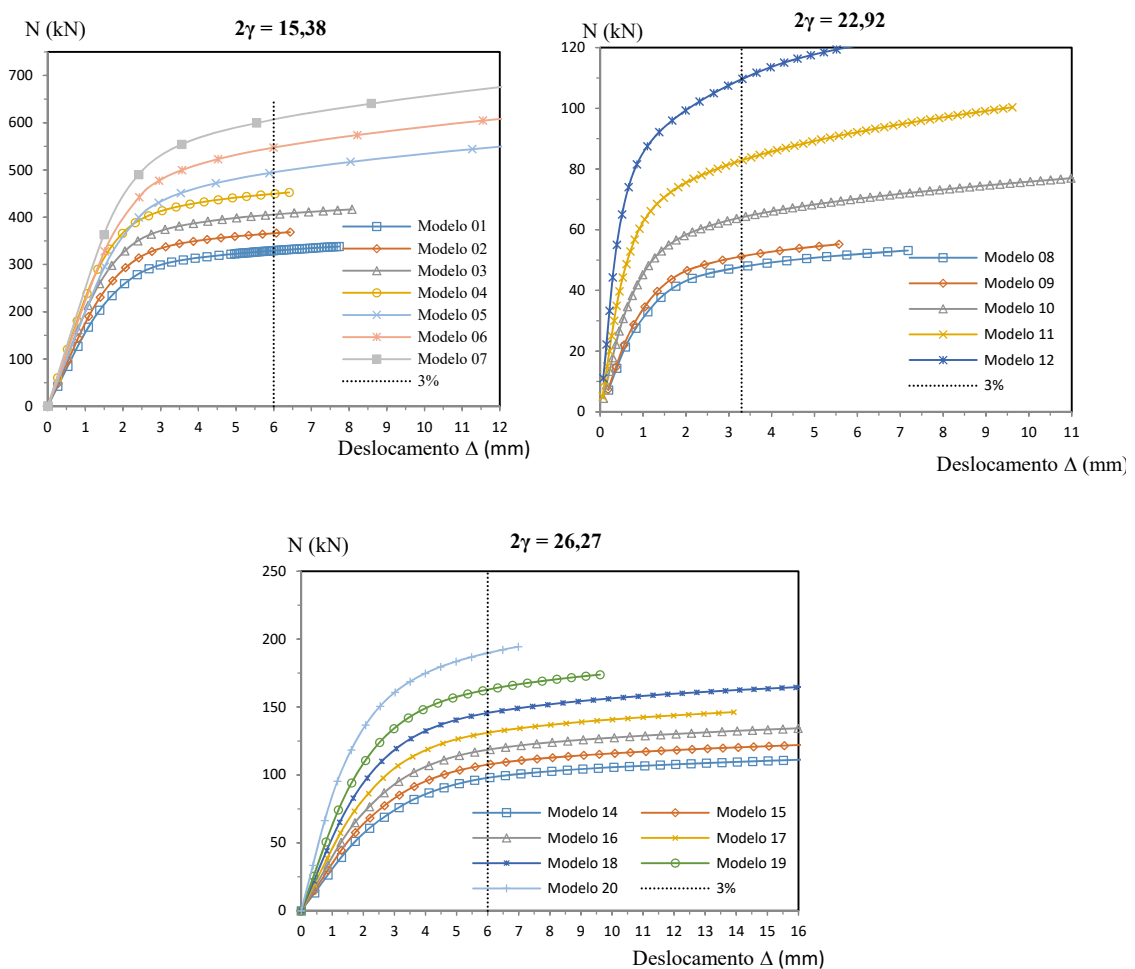 N (kN)
2γ = 15,38
700
600
500
400
300
200
100
0
Modelo 01
Modelo 02
Modelo 03
Modelo 04
Modelo 05
Modelo 06
Modelo 07
3%
0 1 2 3 4 5 6 7 8 9 10 11 12
Deslocamento Δ (mm)
N (kN)
2γ = 22,92
120
100
80
60
40
20
0
Modelo 08
Modelo 09
Modelo 10
Modelo 11
Modelo 12
3%
0 1 2 3 4 5 6 7 8 9 10 11
Deslocamento Δ (mm)
N (kN)
2γ = 26,27
250
200
150
100
50
0
Modelo 14 Modelo 15
Modelo 16 Modelo 17
Modelo 18 Modelo 19
Modelo 20 3%
0 1 2 3 4 5 6 7 8 9 10 11 12 13 14 15 16
Deslocamento Δ (mm)